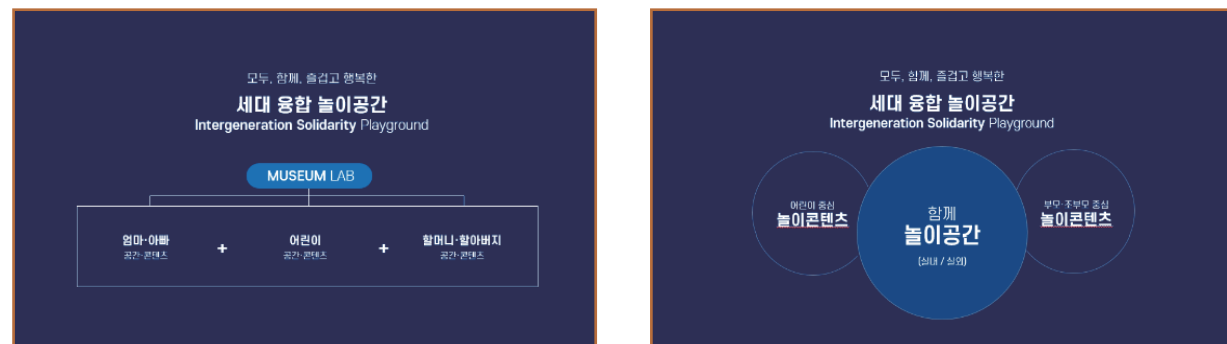 모두, 함께, 즐겁고 행복한
세대 융합 놀이공간
Intergeneration Solidarity Playground
MUSEUM LAB
엄마·아빠
공간·콘텐츠
+
어린이
공간·콘텐츠
+
할머니·할아버지
공간·콘텐츠
모두, 함께, 즐겁고 행복한
세대 융합 놀이공간
Intergeneration Solidarity Playground
어린이 중심
놀이콘텐츠
함께
놀이공간
(실내 / 실외)
부모·조부모 중심
놀이콘텐츠